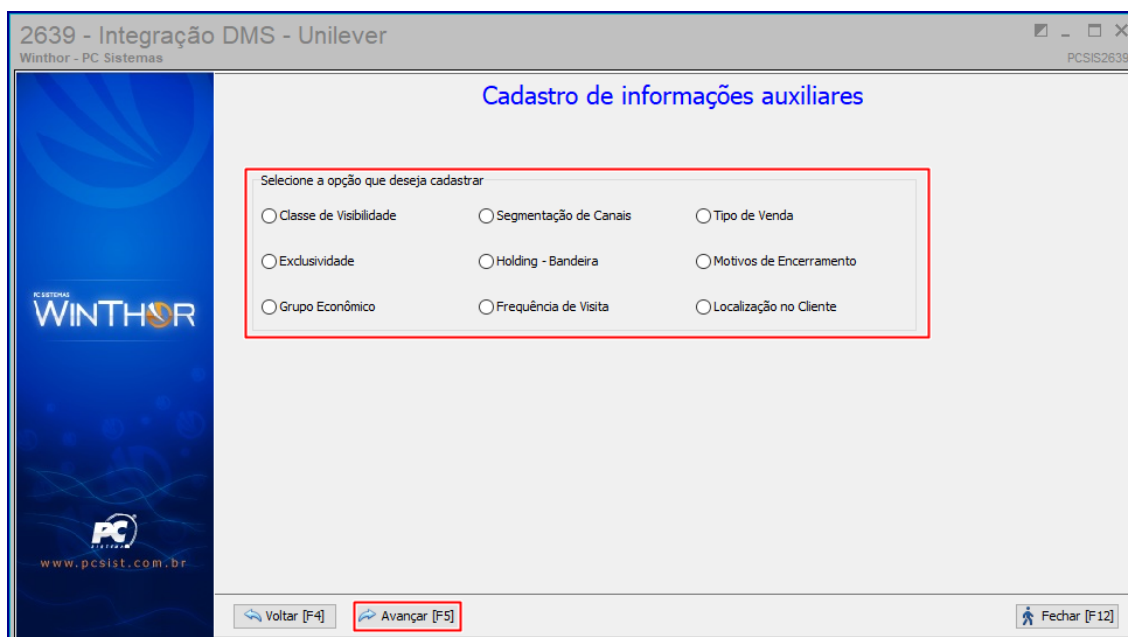 2639 - Integração DMS - Unilever
Winthor - PC Sistemas
PCSIS2639
Cadastro de informações auxiliares
Selecione a opção que deseja cadastrar
Classe de Visibilidade
Segmentação de Canais
Tipo de Venda
Exclusividade
Holding - Bandeira
Motivos de Encerramento
Grupo Econômico
Frequência de Visita
Localização no Cliente
PC SISTEMAS
WINTHOR
PC
SISTEMAS
www.pcsist.com.br
Voltar [F4]
Avançar [F5]
Fechar [F12]